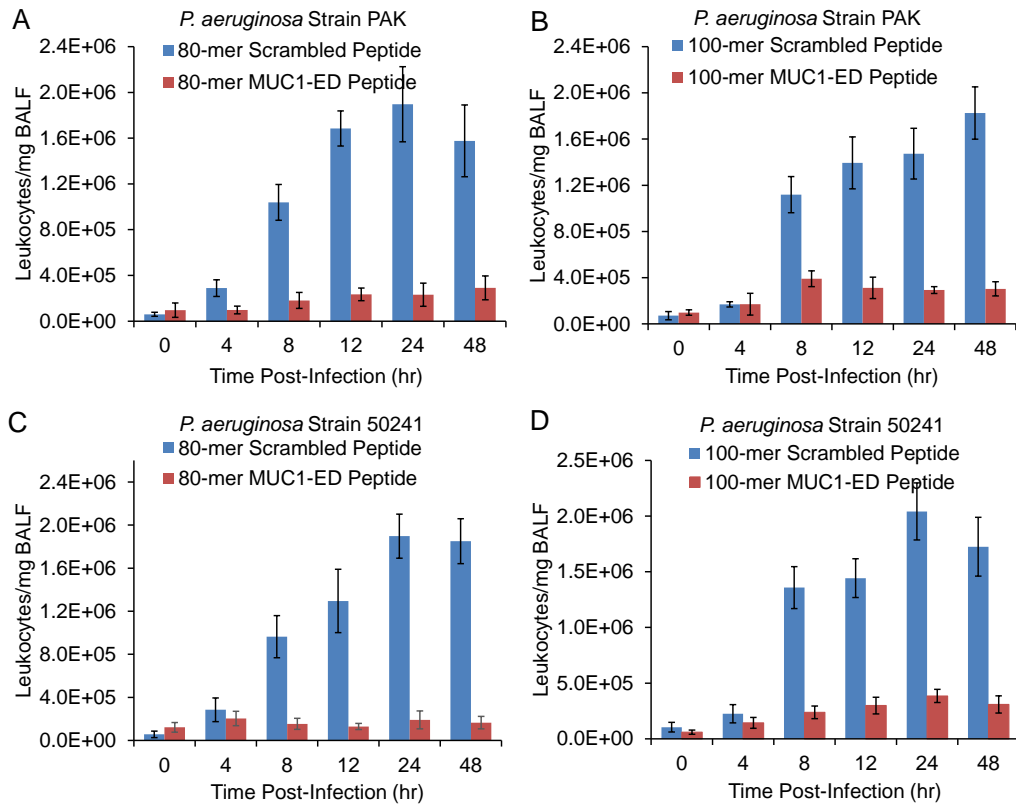 A
P. aeruginosa Strain PAK
80-mer Scrambled Peptide
80-mer MUC1-ED Peptide
Leukocytes/mg BALF
2.4E+06
2.0E+06
1.6E+06
1.2E+06
8.0E+05
4.0E+05
0.0E+00
0 4 8 12 24 48
Time Post-Infection (hr)
B
P. aeruginosa Strain PAK
100-mer Scrambled Peptide
100-mer MUC1-ED Peptide
Leukocytes/mg BALF
2.4E+06
2.0E+06
1.6E+06
1.2E+06
8.0E+05
4.0E+05
0.0E+00
0 4 8 12 24 48
Time Post-Infection (hr)
C
P. aeruginosa Strain 50241
80-mer Scrambled Peptide
80-mer MUC1-ED Peptide
Leukocytes/mg BALF
2.4E+06
2.0E+06
1.6E+06
1.2E+06
8.0E+05
4.0E+05
0.0E+00
0 4 8 12 24 48
Time Post-Infection (hr)
D
P. aeruginosa Strain 50241
100-mer Scrambled Peptide
100-mer MUC1-ED Peptide
Leukocytes/mg BALF
2.5E+06
2.0E+06
1.5E+06
1.0E+06
5.0E+05
0.0E+00
0 4 8 12 24 48
Time Post-Infection (hr)